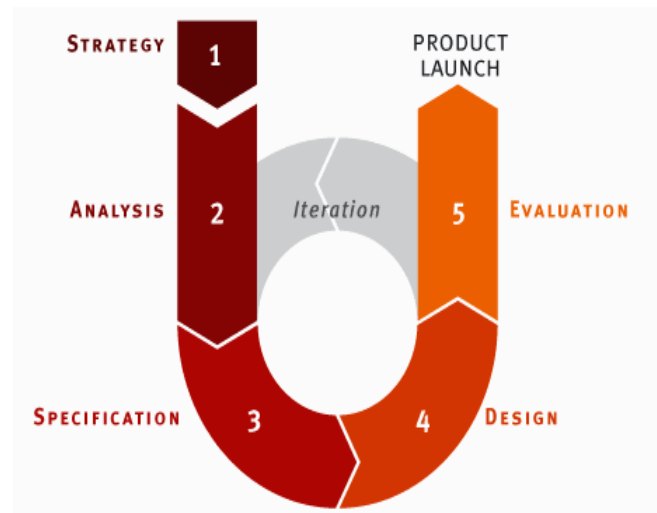 STRATEGY
1
PRODUCT
LAUNCH
ANALYSIS
2
Iteration
5
EVALUATION
SPECIFICATION
3
4
DESIGN